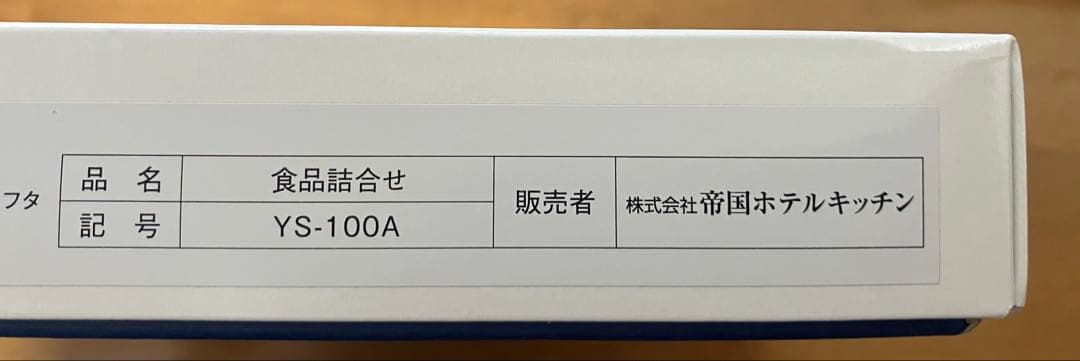 フタ
品 名 食品詰合せ
記 号 YS-100A
販売者 株式会社帝国ホテルキッチン